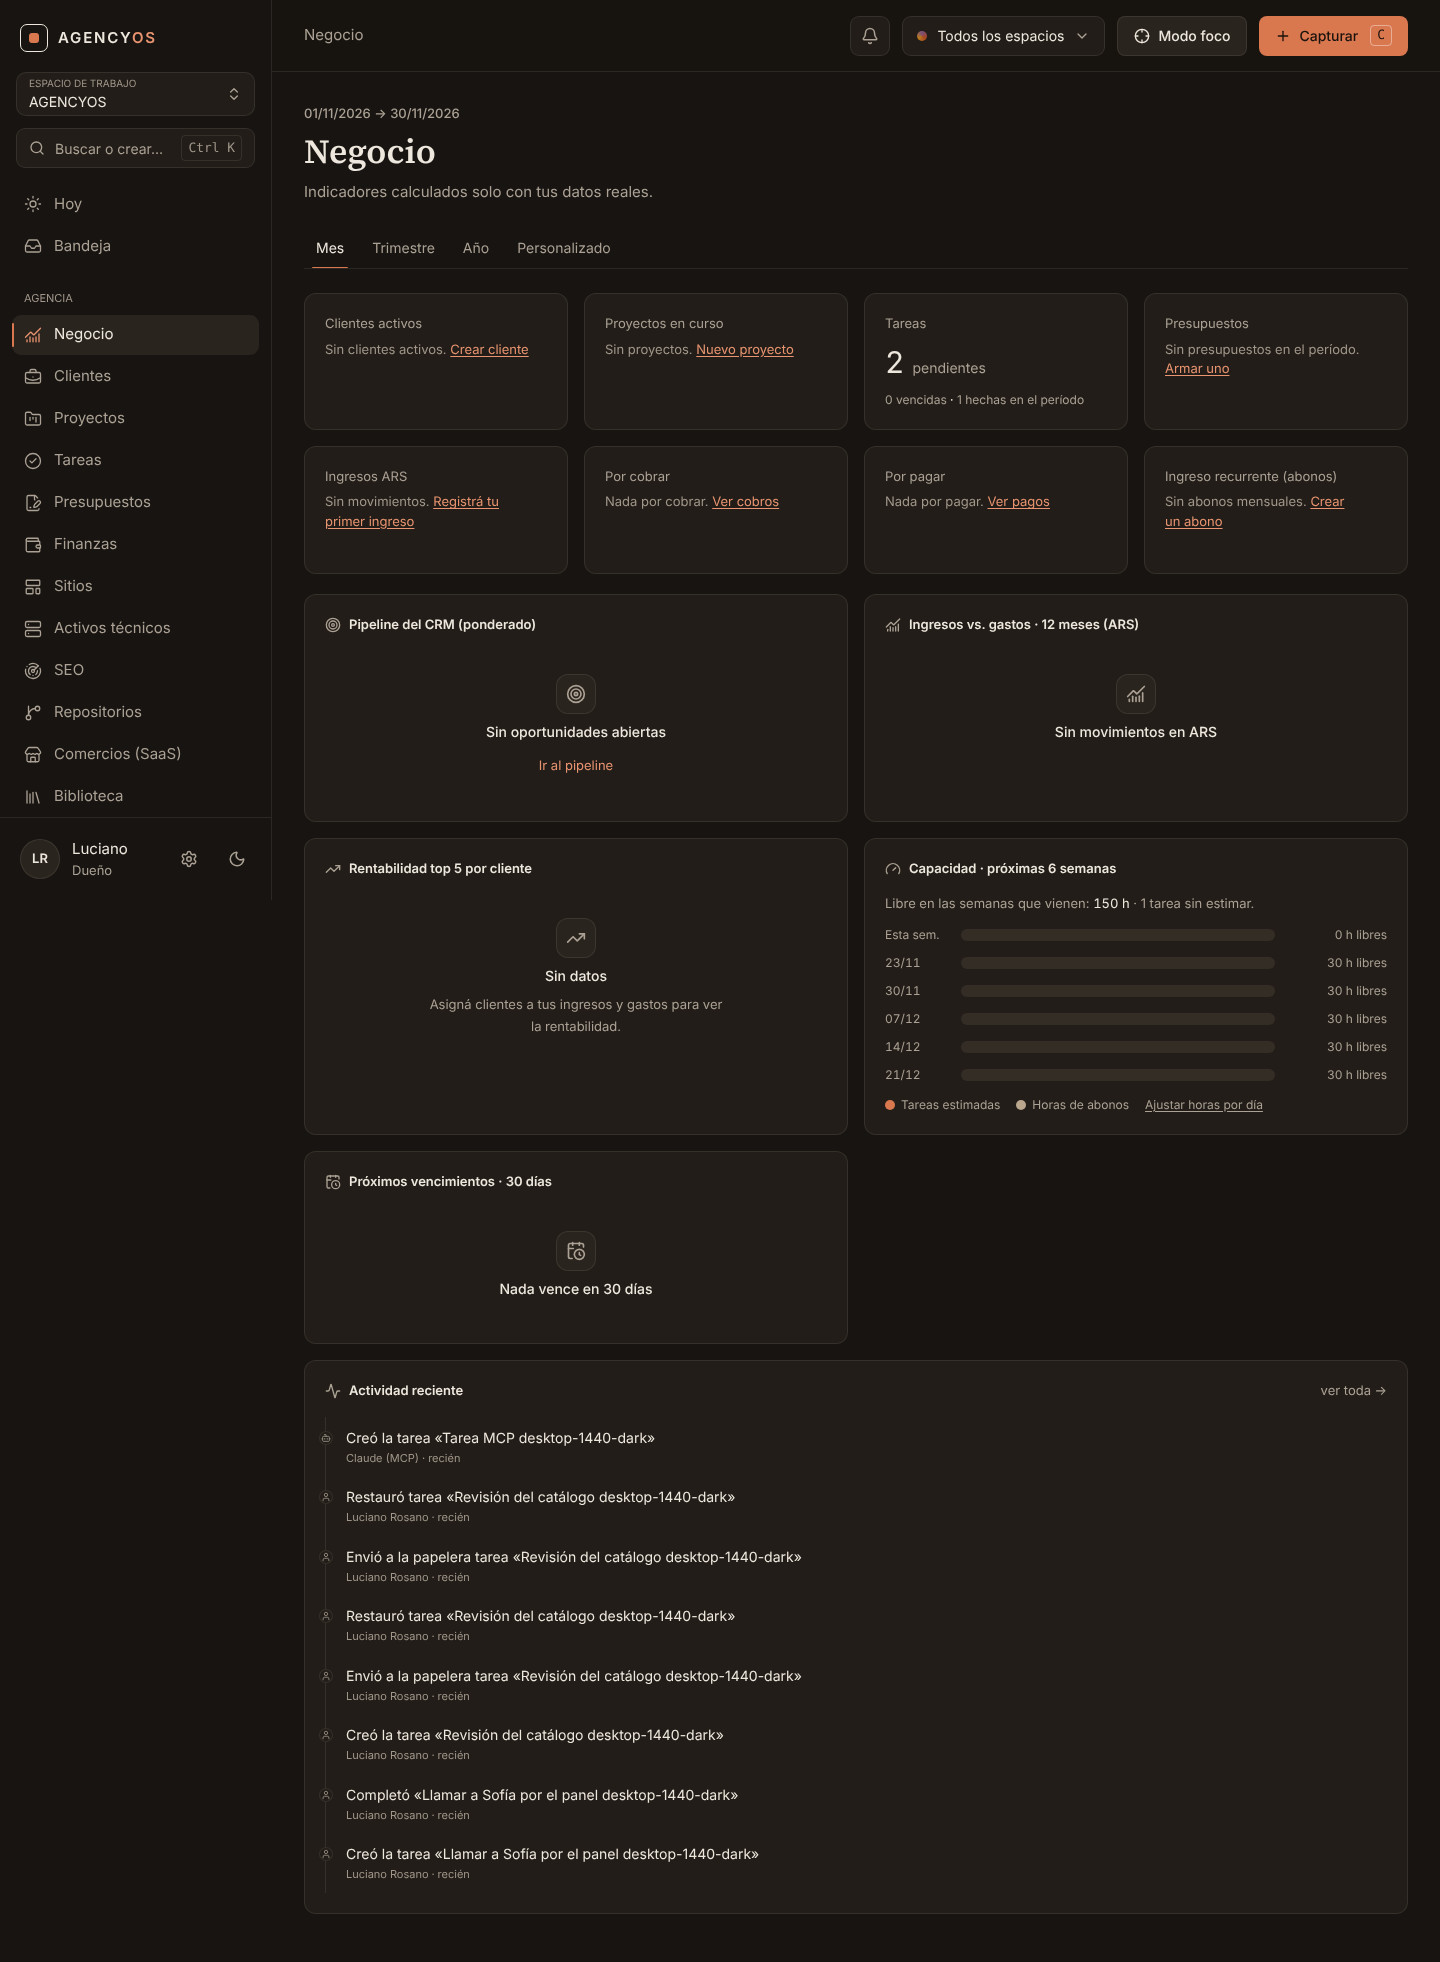 AGENCYOS
ESPACIO DE TRABAJO
AGENCYOS
Buscar o crear... Ctrl K
Hoy
Bandeja
AGENCIA
Negocio
Clientes
Proyectos
Tareas
Presupuestos
Finanzas
Sitios
Activos técnicos
SEO
Repositorios
Comercios (SaaS)
Biblioteca
LR
Luciano
Dueño
Negocio
Todos los espacios
Modo foco
Capturar C
01/11/2026 → 30/11/2026
Negocio
Indicadores calculados solo con tus datos reales.
Mes Trimestre Año Personalizado
Clientes activos
Sin clientes activos. Crear cliente
Proyectos en curso
Sin proyectos. Nuevo proyecto
Tareas
2 pendientes
0 vencidas · 1 hechas en el período
Presupuestos
Sin presupuestos en el período.
Armar uno
Ingresos ARS
Sin movimientos. Registrá tu
primer ingreso
Por cobrar
Nada por cobrar. Ver cobros
Por pagar
Nada por pagar. Ver pagos
Ingreso recurrente (abonos)
Sin abonos mensuales. Crear
un abono
Pipeline del CRM (ponderado)
Sin oportunidades abiertas
Ir al pipeline
Ingresos vs. gastos · 12 meses (ARS)
Sin movimientos en ARS
Rentabilidad top 5 por cliente
Sin datos
Asigná clientes a tus ingresos y gastos para ver
la rentabilidad.
Capacidad · próximas 6 semanas
Libre en las semanas que vienen: 150 h · 1 tarea sin estimar.
Esta sem. 0 h libres
23/11 30 h libres
30/11 30 h libres
07/12 30 h libres
14/12 30 h libres
21/12 30 h libres
Tareas estimadas Horas de abonos Ajustar horas por día
Próximos vencimientos · 30 días
Nada vence en 30 días
Actividad reciente ver toda →
Creó la tarea «Tarea MCP desktop-1440-dark»
Claude (MCP) · recién
Restauró tarea «Revisión del catálogo desktop-1440-dark»
Luciano Rosano · recién
Envió a la papelera tarea «Revisión del catálogo desktop-1440-dark»
Luciano Rosano · recién
Restauró tarea «Revisión del catálogo desktop-1440-dark»
Luciano Rosano · recién
Envió a la papelera tarea «Revisión del catálogo desktop-1440-dark»
Luciano Rosano · recién
Creó la tarea «Revisión del catálogo desktop-1440-dark»
Luciano Rosano · recién
Completó «Llamar a Sofía por el panel desktop-1440-dark»
Luciano Rosano · recién
Creó la tarea «Llamar a Sofía por el panel desktop-1440-dark»
Luciano Rosano · recién